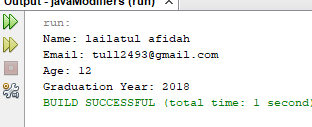 Output - javaModifiers (run)
run:
Name: lailatul afidah
Email: tull2493@gmail.com
Age: 12
Graduation Year: 2018
BUILD SUCCESSFUL (total time: 1 second)